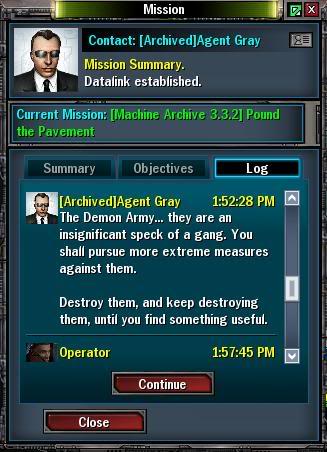 Mission
Contact: [Archived]Agent Gray
Mission Summary.
Datalink established.
Current Mission: [Machine Archive 3.3.2] Pound
the Pavement
Summary Objectives Log
[Archived]Agent Gray 1:52:28 PM
The Demon Army... they are an
insignificant speck of a gang. You
shall pursue more extreme measures
against them.
Destroy them, and keep destroying
them, until you find something useful.
Operator 1:57:45 PM
Continue
Close